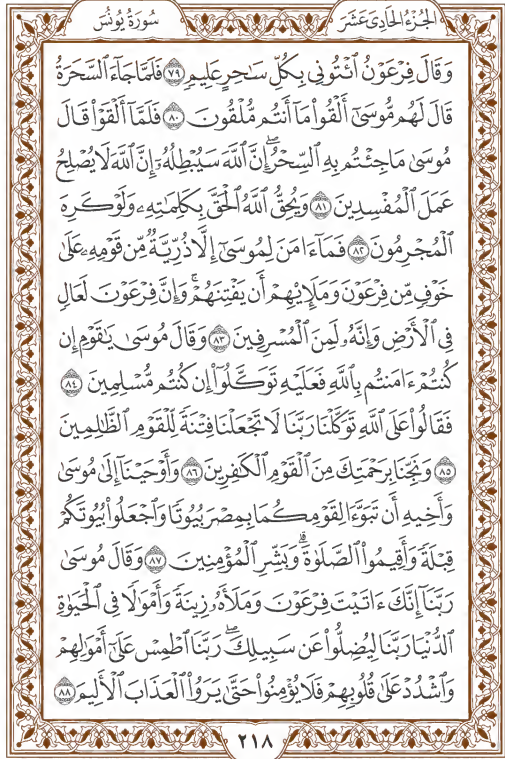 الجُزْءُ الحَادِىَ عَشَرَ
سُورَةُ يُونُسَ
وَقَالَ فِرْعَوْنُ ٱئْتُونِى بِكُلِّ سَٰحِرٍ عَلِيمٍ ٧٩ فَلَمَّا جَآءَ ٱلسَّحَرَةُ
قَالَ لَهُم مُّوسَىٰٓ أَلْقُوا۟ مَآ أَنتُم مُّلْقُونَ ٨٠ فَلَمَّآ أَلْقَوْا۟ قَالَ
مُوسَىٰ مَا جِئْتُم بِهِ ٱلسِّحْرُ ۖ إِنَّ ٱللَّهَ سَيُبْطِلُهُۥٓ إِنَّ ٱللَّهَ لَا يُصْلِحُ
عَمَلَ ٱلْمُفْسِدِينَ ٨١ وَيُحِقُّ ٱللَّهُ ٱلْحَقَّ بِكَلِمَٰتِهِۦ وَلَوْ كَرِهَ
ٱلْمُجْرِمُونَ ٨٢ فَمَآ ءَامَنَ لِمُوسَىٰٓ إِلَّا ذُرِّيَّةٌ مِّن قَوْمِهِۦ عَلَىٰ
خَوْفٍ مِّن فِرْعَوْنَ وَمَلَإِي۟هِمْ أَن يَفْتِنَهُمْ ۚ وَإِنَّ فِرْعَوْنَ لَعَالٍ
فِى ٱلْأَرْضِ وَإِنَّهُۥ لَمِنَ ٱلْمُسْرِفِينَ ٨٣ وَقَالَ مُوسَىٰ يَٰقَوْمِ إِن
كُنتُمْ ءَامَنتُم بِٱللَّهِ فَعَلَيْهِ تَوَكَّلُوٓا۟ إِن كُنتُم مُّسْلِمِينَ ٨٤
فَقَالُوا۟ عَلَى ٱللَّهِ تَوَكَّلْنَا رَبَّنَا لَا تَجْعَلْنَا فِتْنَةً لِّلْقَوْمِ ٱلظَّٰلِمِينَ
٨٥ وَنَجِّنَا بِرَحْمَتِكَ مِنَ ٱلْقَوْمِ ٱلْكَٰفِرِينَ ٨٦ وَأَوْحَيْنَآ إِلَىٰ مُوسَىٰ
وَأَخِيهِ أَن تَبَوَّءَا لِقَوْمِكُمَا بِمِصْرَ بُيُوتًا وَٱجْعَلُوا۟ بُيُوتَكُمْ
قِبْلَةً وَأَقِيمُوا۟ ٱلصَّلَوٰةَ ۗ وَبَشِّرِ ٱلْمُؤْمِنِينَ ٨٧ وَقَالَ مُوسَىٰ
رَبَّنَآ إِنَّكَ ءَاتَيْتَ فِرْعَوْنَ وَمَلَأَهُۥ زِينَةً وَأَمْوَٰلًا فِى ٱلْحَيَوٰةِ
ٱلدُّنْيَا رَبَّنَا لِيُضِلُّوا۟ عَن سَبِيلِكَ ۖ رَبَّنَا ٱطْمِسْ عَلَىٰٓ أَمْوَٰلِهِمْ
وَٱشْدُدْ عَلَىٰ قُلُوبِهِمْ فَلَا يُؤْمِنُوا۟ حَتَّىٰ يَرَوُا۟ ٱلْعَذَابَ ٱلْأَلِيمَ ٨٨
٢١٨